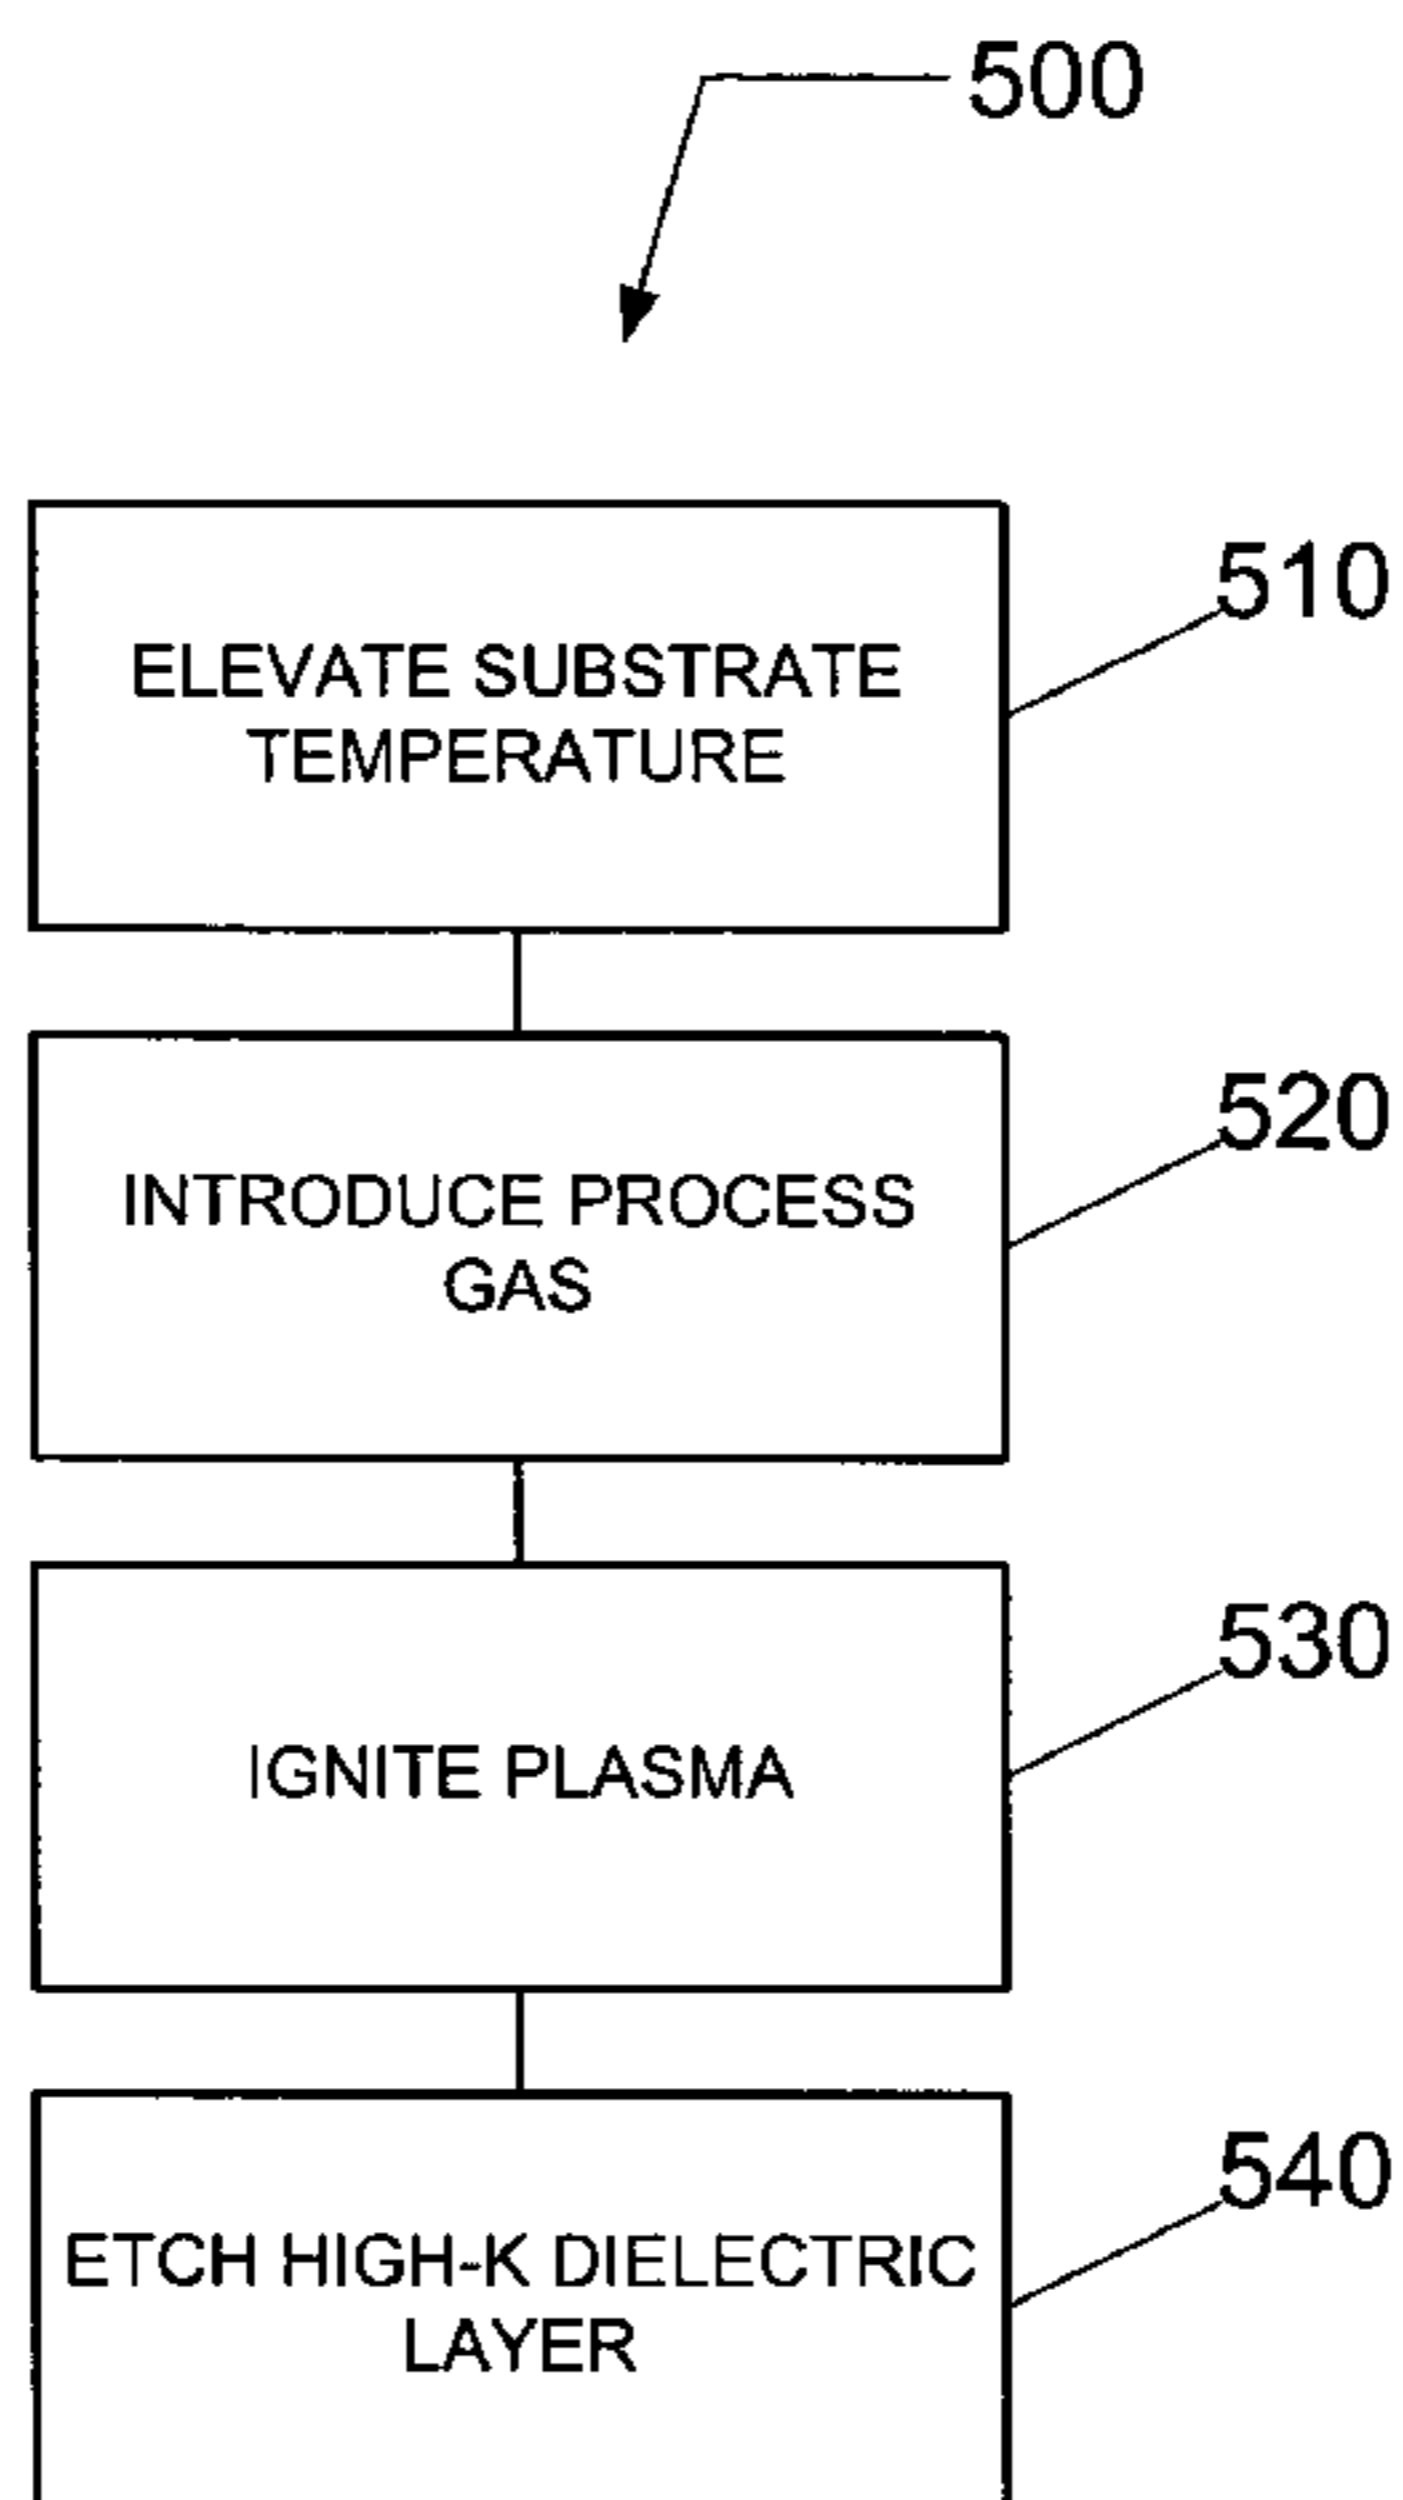 500
510
ELEVATE SUBSTRATE
TEMPERATURE
520
INTRODUCE PROCESS
GAS
530
IGNITE PLASMA
540
ETCH HIGH-K DIELECTRIC
LAYER